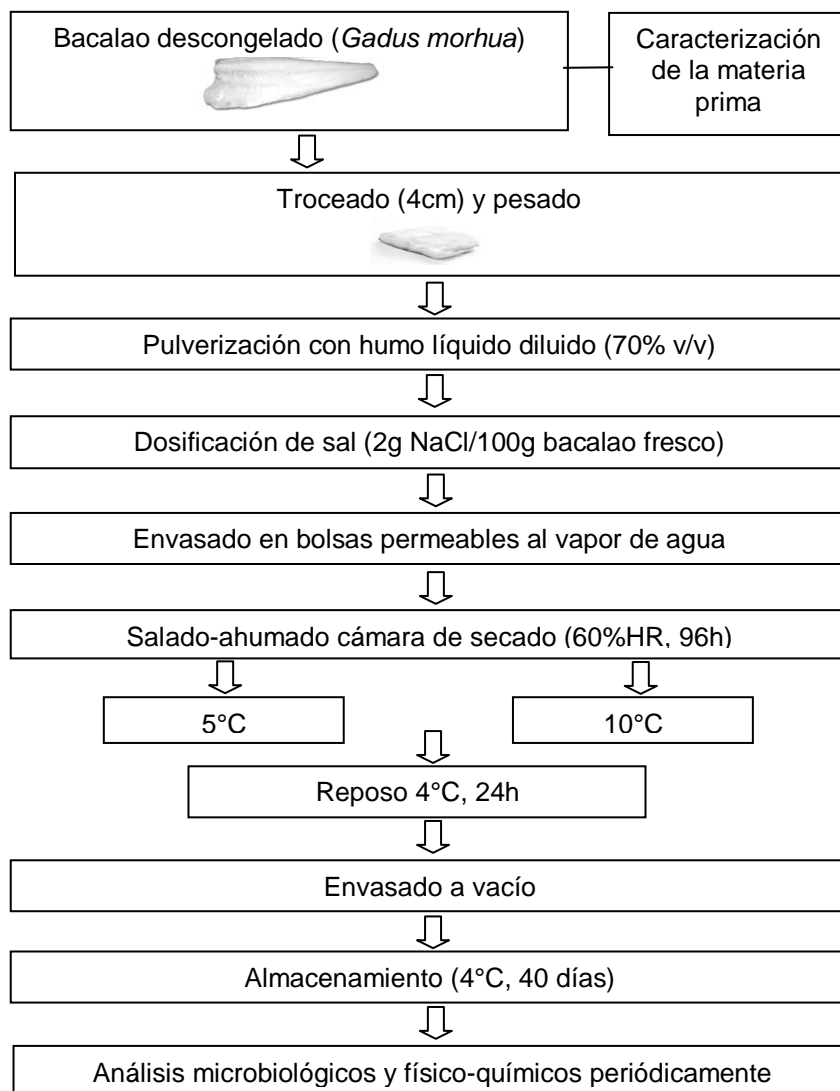 Bacalao descongelado (Gadus morhua)
Caracterización
de la materia
prima
Troceado (4cm) y pesado
Pulverización con humo líquido diluido (70% v/v)
Dosificación de sal (2g NaCl/100g bacalao fresco)
Envasado en bolsas permeables al vapor de agua
Salado-ahumado cámara de secado (60%HR, 96h)
5°C
10°C
Reposo 4°C, 24h
Envasado a vacío
Almacenamiento (4°C, 40 días)
Análisis microbiológicos y físico-químicos periódicamente